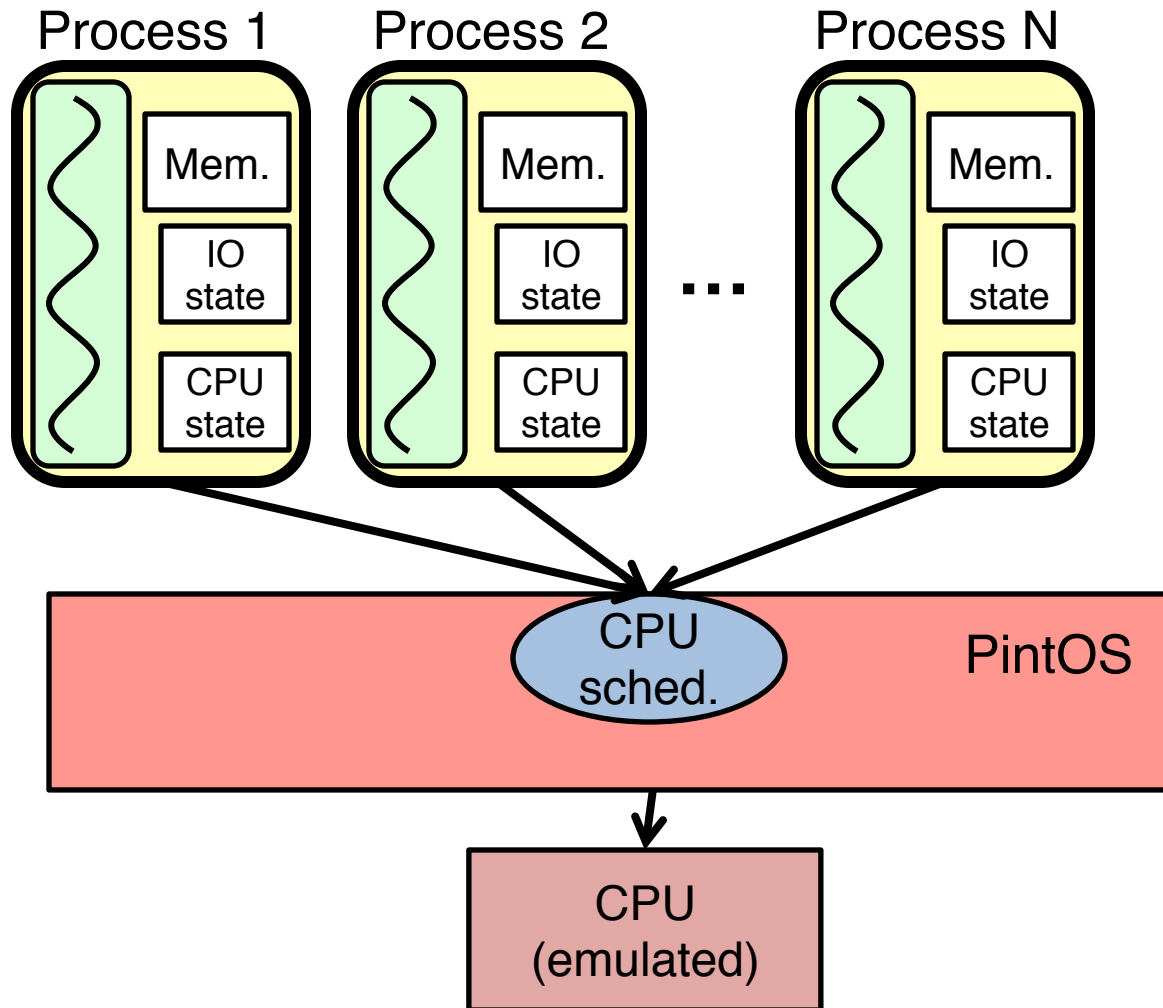 Process 1
Process 2
Process N
Mem.
IO
state
CPU
state
Mem.
IO
state
CPU
state
...
Mem.
IO
state
CPU
state
CPU
sched.
PintOS
CPU
(emulated)